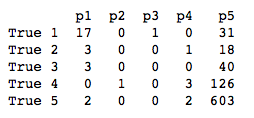 p1 p2 p3 p4 p5
True 1 17 0 1 0 31
True 2 3 0 0 1 18
True 3 3 0 0 0 40
True 4 0 1 0 3 126
True 5 2 0 0 2 603